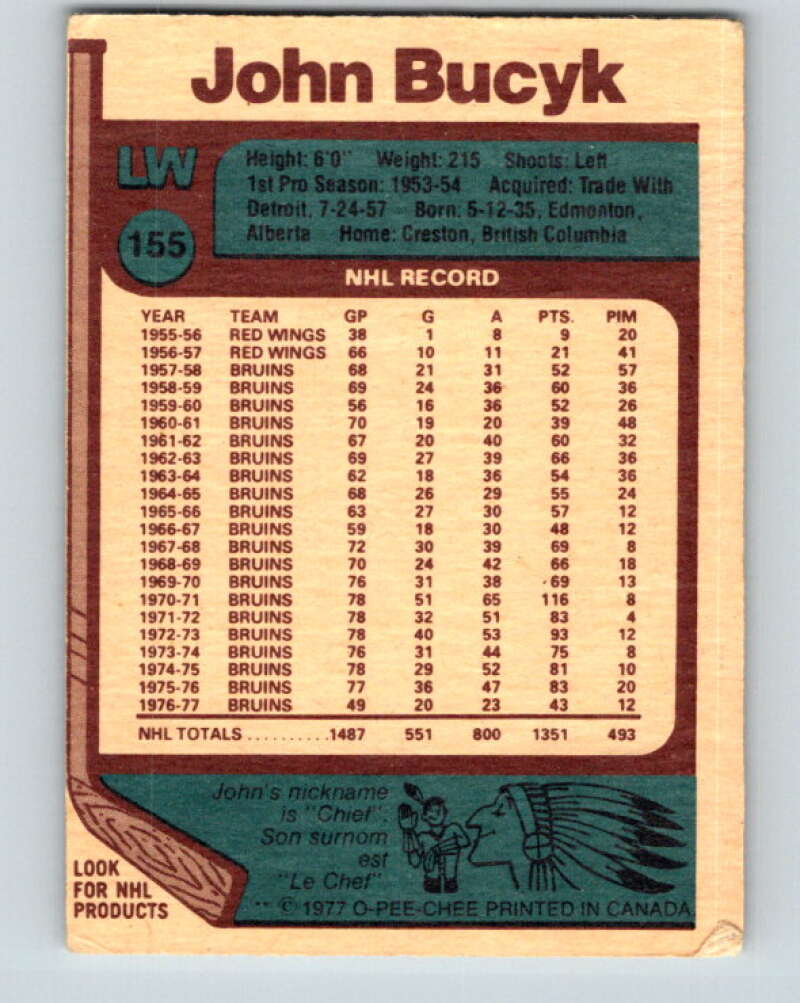 John Bucyk
LW
155
Height: 6'0" Weight: 215 Shoots: Left
1st Pro Season: 1953-54 Acquired: Trade With
Detroit, 7-24-57 Born: 5-12-35, Edmonton,
Alberta Home: Creston, British Columbia
NHL RECORD
YEAR TEAM GP G A PTS. PIM
1955-56 RED WINGS 38 1 8 9 20
1956-57 RED WINGS 66 10 11 21 41
1957-58 BRUINS 68 21 31 52 57
1958-59 BRUINS 69 24 36 60 36
1959-60 BRUINS 56 16 36 52 26
1960-61 BRUINS 70 19 20 39 48
1961-62 BRUINS 67 20 40 60 32
1962-63 BRUINS 69 27 39 66 36
1963-64 BRUINS 62 18 36 54 36
1964-65 BRUINS 68 26 29 55 24
1965-66 BRUINS 63 27 30 57 12
1966-67 BRUINS 59 18 30 48 12
1967-68 BRUINS 72 30 39 69 8
1968-69 BRUINS 70 24 42 66 18
1969-70 BRUINS 76 31 38 69 13
1970-71 BRUINS 78 51 65 116 8
1971-72 BRUINS 78 32 51 83 4
1972-73 BRUINS 78 40 53 93 12
1973-74 BRUINS 76 31 44 75 8
1974-75 BRUINS 78 29 52 81 10
1975-76 BRUINS 77 36 47 83 20
1976-77 BRUINS 49 20 23 43 12
NHL TOTALS ..........1487 551 800 1351 493
John's nickname
is "Chief".
Son surnom
est
"Le Chef"
LOOK
FOR NHL
PRODUCTS
** © 1977 O-PEE-CHEE PRINTED IN CANADA